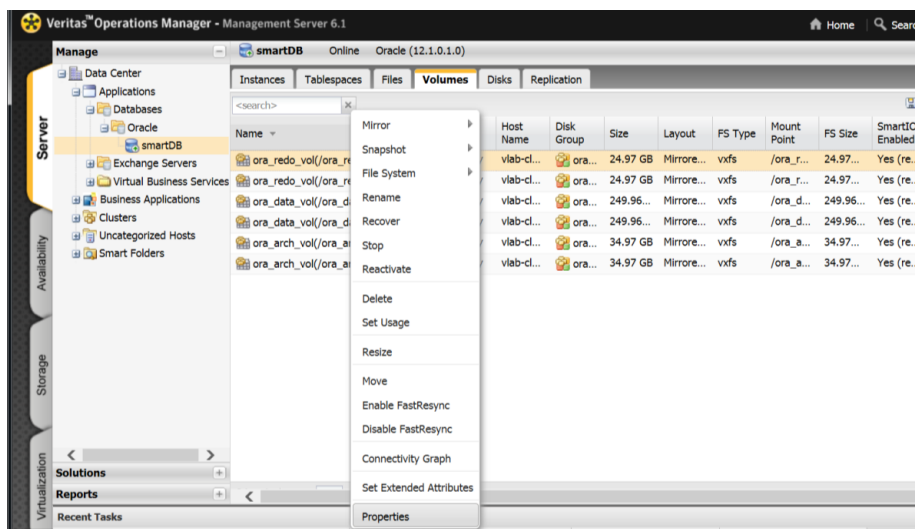 Veritas™ Operations Manager - Management Server 6.1
Home
Manage
smartDB Online Oracle (12.1.0.1.0)
Server
Availability
Storage
Virtualization
Data Center
Applications
Databases
Oracle
smartDB
Exchange Servers
Virtual Business Services
Business Applications
Clusters
Uncategorized Hosts
Smart Folders
Solutions
Reports
Recent Tasks
Instances Tablespaces Files Volumes Disks Replication
<search>
Name Host Name Disk Group Size Layout FS Type Mount Point FS Size Enabled
ora_redo_vol(/ora_re vlab-cl... ora... 24.97 GB Mirrore... vxfs /ora_r... 24.97... Yes (re..
ora_redo_vol(/ora_re vlab-cl... ora... 24.97 GB Mirrore... vxfs /ora_r... 24.97... Yes (re..
ora_data_vol(/ora_d vlab-cl... ora... 249.96... Mirrore... vxfs /ora_d... 249.96... Yes (re..
ora_data_vol(/ora_d vlab-cl... ora... 249.96... Mirrore... vxfs /ora_d... 249.96... Yes (re..
ora_arch_vol(/ora_a vlab-cl... ora... 34.97 GB Mirrore... vxfs /ora_a... 34.97... Yes (re..
ora_arch_vol(/ora_a vlab-cl... ora... 34.97 GB Mirrore... vxfs /ora_a... 34.97... Yes (re..
Mirror
Snapshot
File System
Rename
Recover
Stop
Reactivate
Delete
Set Usage
Resize
Move
Enable FastResync
Disable FastResync
Connectivity Graph
Set Extended Attributes
Properties